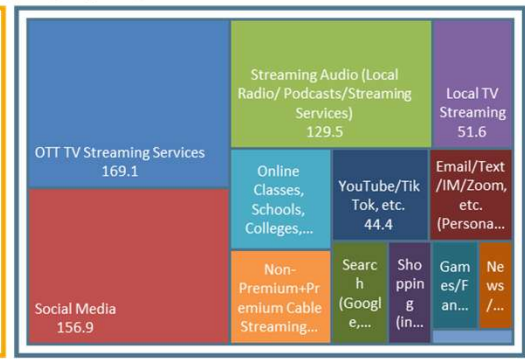 OTT TV Streaming Services
169.1
Social Media
156.9
Streaming Audio (Local
Radio/ Podcasts/Streaming
Services)
129.5
Local TV
Streaming
51.6
Online
Classes,
Schools,
Colleges,...
YouTube/Tik
Tok, etc.
44.4
Email/Text
/IM/Zoom,
etc.
(Persona...
Non-
Premium+Pr
emium Cable
Streaming...
Searc
h
(Googl
e,...
Sho
ppin
g
(in...
Gam
es/F
an...
Ne
ws
/...